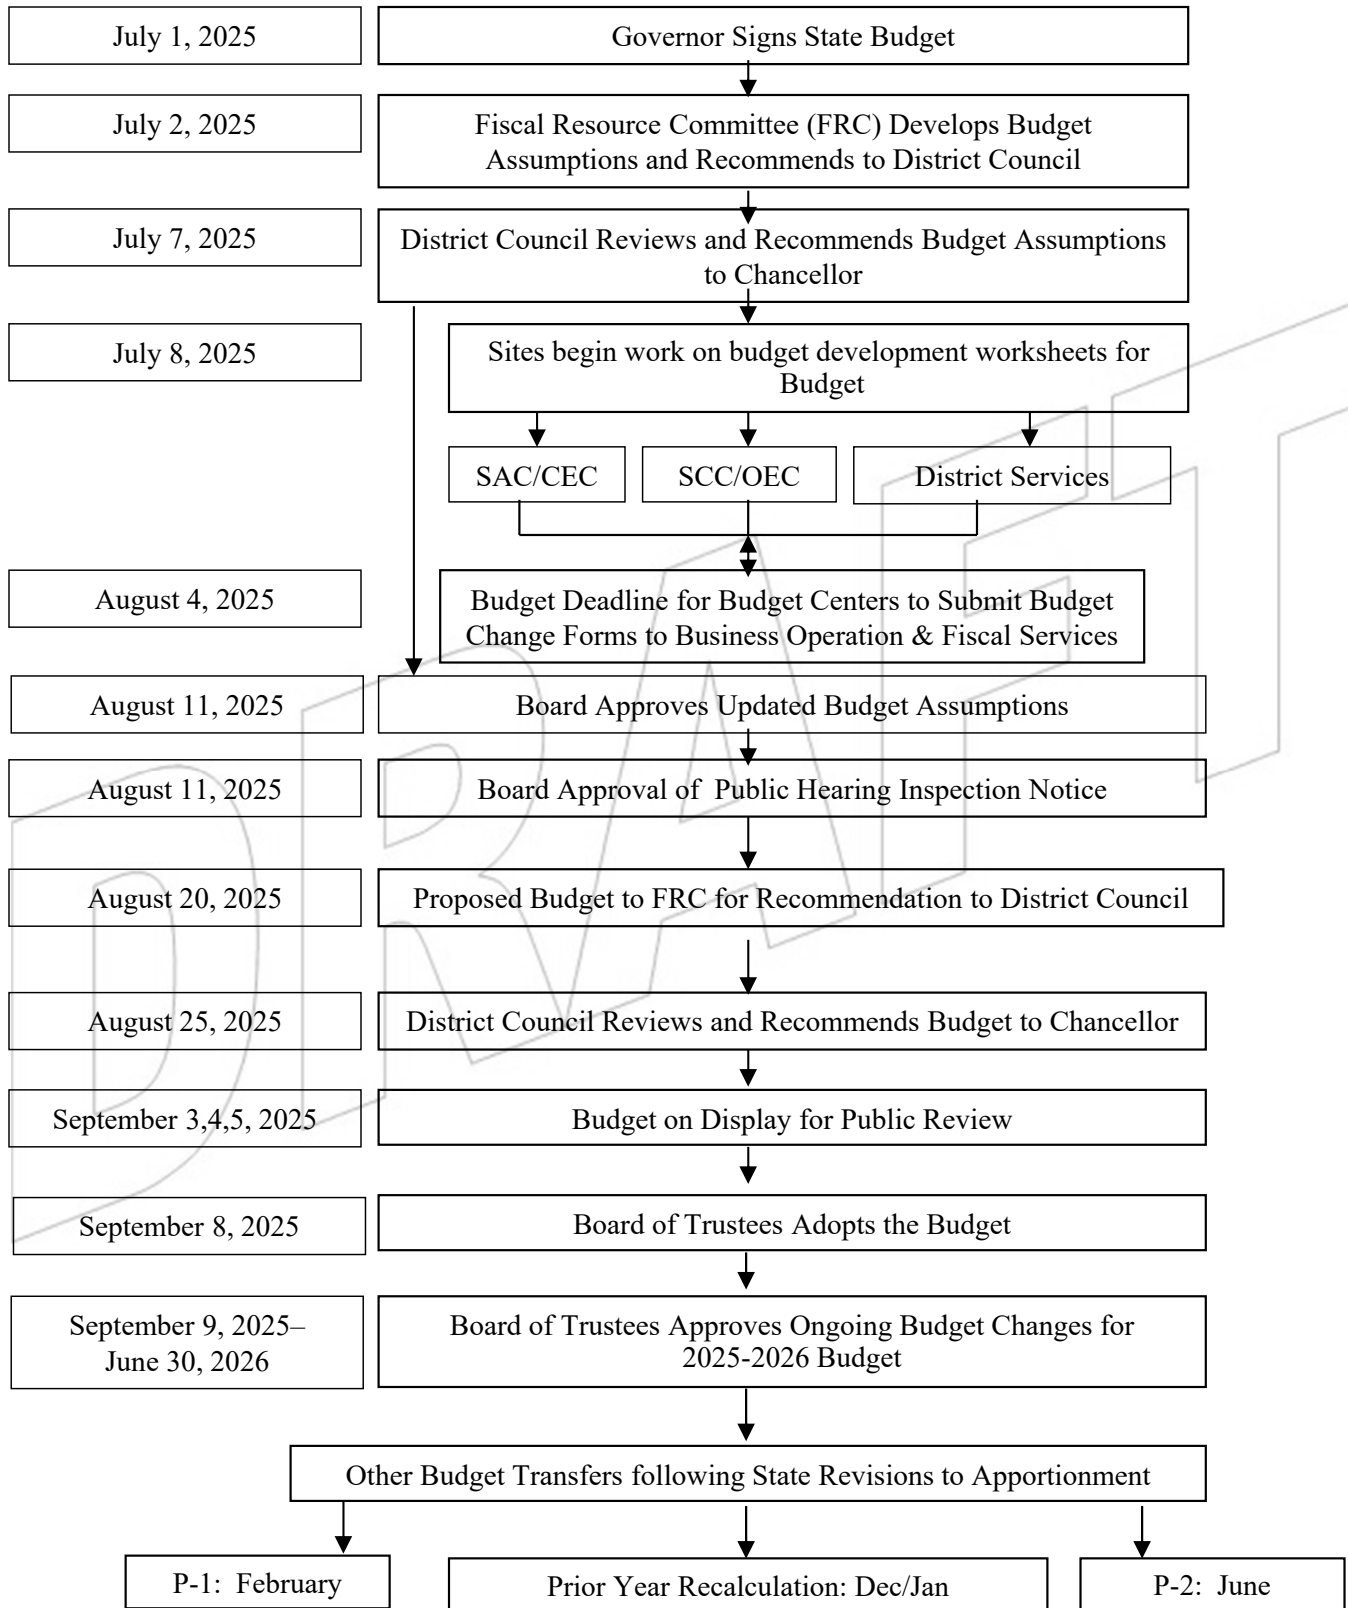 July 1, 2025
Governor Signs State Budget
July 2, 2025
Fiscal Resource Committee (FRC) Develops Budget
Assumptions and Recommends to District Council
July 7, 2025
District Council Reviews and Recommends Budget Assumptions
to Chancellor
July 8, 2025
Sites begin work on budget development worksheets for
Budget
SAC/CEC
SCC/OEC
District Services
August 4, 2025
Budget Deadline for Budget Centers to Submit Budget
Change Forms to Business Operation & Fiscal Services
August 11, 2025
Board Approves Updated Budget Assumptions
August 11, 2025
Board Approval of  Public Hearing Inspection Notice
August 20, 2025
Proposed Budget to FRC for Recommendation to District Council
August 25, 2025
District Council Reviews and Recommends Budget to Chancellor
September 3,4,5, 2025
Budget on Display for Public Review
September 8, 2025
Board of Trustees Adopts the Budget
September 9, 2025–
June 30, 2026
Board of Trustees Approves Ongoing Budget Changes for
2025-2026 Budget
Other Budget Transfers following State Revisions to Apportionment
P-1:  February
Prior Year Recalculation: Dec/Jan
P-2:  June
DRAFT